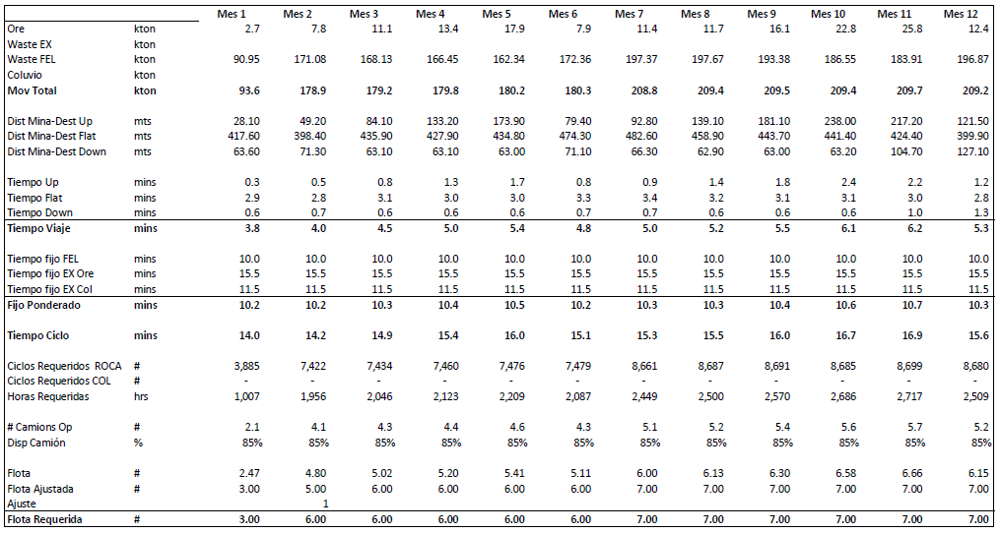 Mes 1 Mes 2 Mes 3 Mes 4 Mes 5 Mes 6 Mes 7 Mes 8 Mes 9 Mes 10 Mes 11 Mes 12
Ore kton 2.7 7.8 11.1 13.4 17.9 7.9 11.4 11.7 16.1 22.8 25.8 12.4
Waste EX kton
Waste FEL kton 90.95 171.08 168.13 166.45 162.34 172.36 197.37 197.67 193.38 186.55 183.91 196.87
Coluvio kton
Mov Total kton 93.6 178.9 179.2 179.8 180.2 180.3 208.8 209.4 209.5 209.4 209.7 209.2
Dist Mina-Dest Up mts 28.10 49.20 84.10 133.20 173.90 79.40 92.80 139.10 181.10 238.00 217.20 121.50
Dist Mina-Dest Flat mts 417.60 398.40 435.90 427.90 434.80 474.30 482.60 458.90 443.70 441.40 424.40 399.90
Dist Mina-Dest Down mts 63.60 71.30 63.10 63.10 63.00 71.10 66.30 62.90 63.00 63.20 104.70 127.10
Tiempo Up mins 0.3 0.5 0.8 1.3 1.7 0.8 0.9 1.4 1.8 2.4 2.2 1.2
Tiempo Flat mins 2.9 2.8 3.1 3.0 3.0 3.3 3.4 3.2 3.1 3.1 3.0 2.8
Tiempo Down mins 0.6 0.7 0.6 0.6 0.6 0.7 0.7 0.6 0.6 0.6 1.0 1.3
Tiempo Viaje mins 3.8 4.0 4.5 5.0 5.4 4.8 5.0 5.2 5.5 6.1 6.2 5.3
Tiempo fijo FEL mins 10.0 10.0 10.0 10.0 10.0 10.0 10.0 10.0 10.0 10.0 10.0 10.0
Tiempo fijo EX Ore mins 15.5 15.5 15.5 15.5 15.5 15.5 15.5 15.5 15.5 15.5 15.5 15.5
Tiempo fijo EX Col mins 11.5 11.5 11.5 11.5 11.5 11.5 11.5 11.5 11.5 11.5 11.5 11.5
Fijo Ponderado mins 10.2 10.2 10.3 10.4 10.5 10.2 10.3 10.3 10.4 10.6 10.7 10.3
Tiempo Ciclo mins 14.0 14.2 14.9 15.4 16.0 15.1 15.3 15.5 16.0 16.7 16.9 15.6
Ciclos Requeridos ROCA # 3,885 7,422 7,434 7,460 7,476 7,479 8,661 8,687 8,691 8,685 8,699 8,680
Ciclos Requeridos COL # - - - - - - - - - - - -
Horas Requeridas hrs 1,007 1,956 2,046 2,123 2,209 2,087 2,449 2,500 2,570 2,686 2,717 2,509
# Camions Op # 2.1 4.1 4.3 4.4 4.6 4.3 5.1 5.2 5.4 5.6 5.7 5.2
Disp Camión % 85% 85% 85% 85% 85% 85% 85% 85% 85% 85% 85% 85%
Flota # 2.47 4.80 5.02 5.20 5.41 5.11 6.00 6.13 6.30 6.58 6.66 6.15
Flota Ajustada # 3.00 5.00 6.00 6.00 6.00 6.00 7.00 7.00 7.00 7.00 7.00 7.00
Ajuste 1
Flota Requerida # 3.00 6.00 6.00 6.00 6.00 6.00 7.00 7.00 7.00 7.00 7.00 7.00